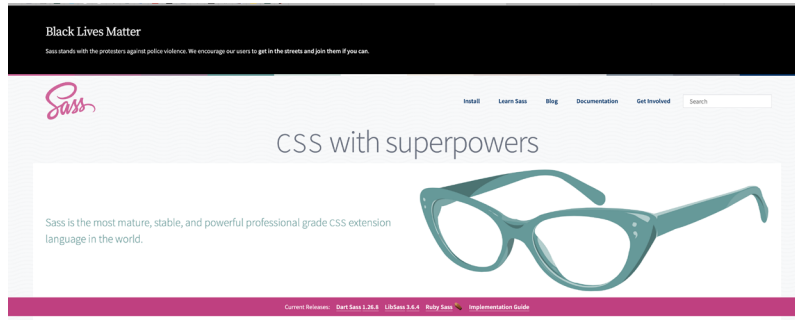 Black Lives Matter
Sass stands with the protesters against police violence. We encourage our users to get in the streets and join them if you can.
Sass
Install Learn Sass Blog Documentation Get Involved Search
CSS with superpowers
Sass is the most mature, stable, and powerful professional grade CSS extension
language in the world.
Current Releases: Dart Sass 1.26.8 LibSass 3.6.4 Ruby Sass Implementation Guide